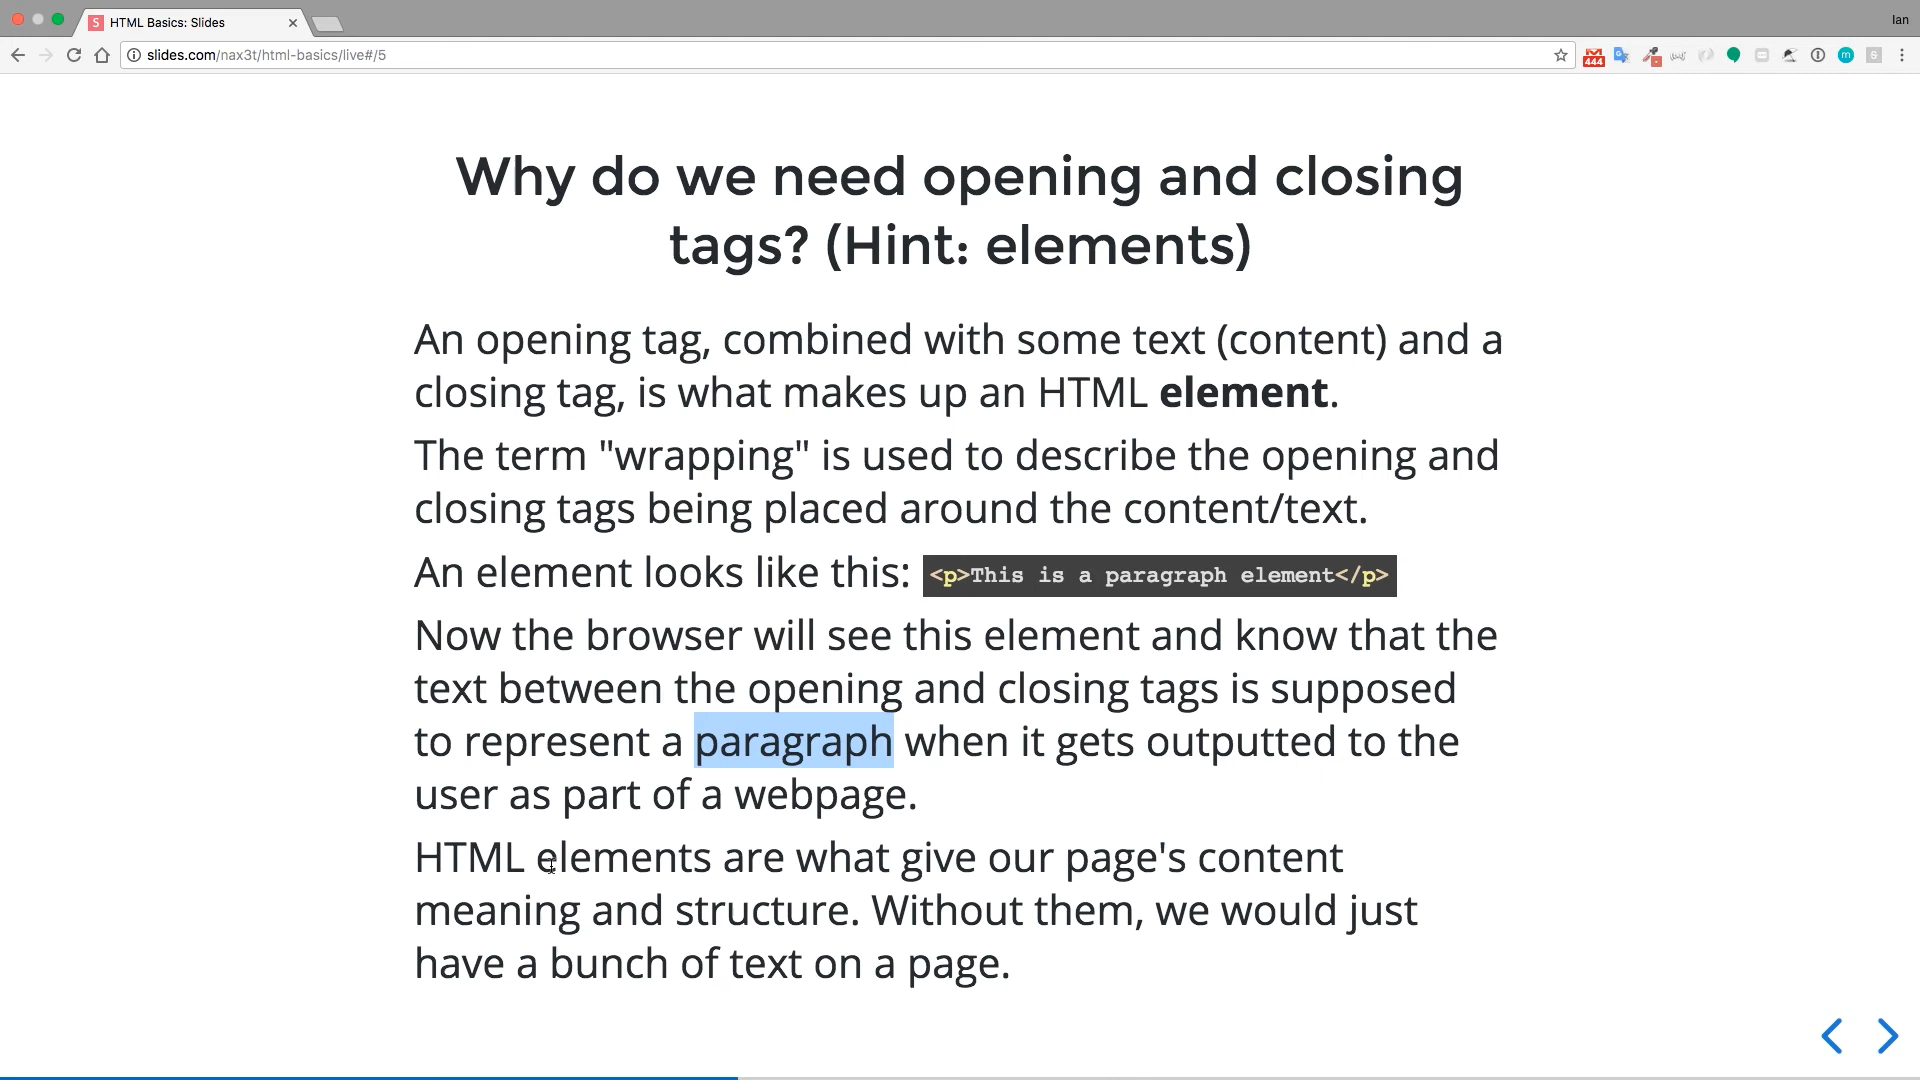 HTML Basics: Slides
Ian
slides.com/nax3t/html-basics/live#/5
444
Why do we need opening and closing
tags? (Hint: elements)
An opening tag, combined with some text (content) and a
closing tag, is what makes up an HTML element.
The term "wrapping" is used to describe the opening and
closing tags being placed around the content/text.
An element looks like this: <p>This is a paragraph element</p>
Now the browser will see this element and know that the
text between the opening and closing tags is supposed
to represent a paragraph when it gets outputted to the
user as part of a webpage.
HTML elements are what give our page's content
meaning and structure. Without them, we would just
have a bunch of text on a page.